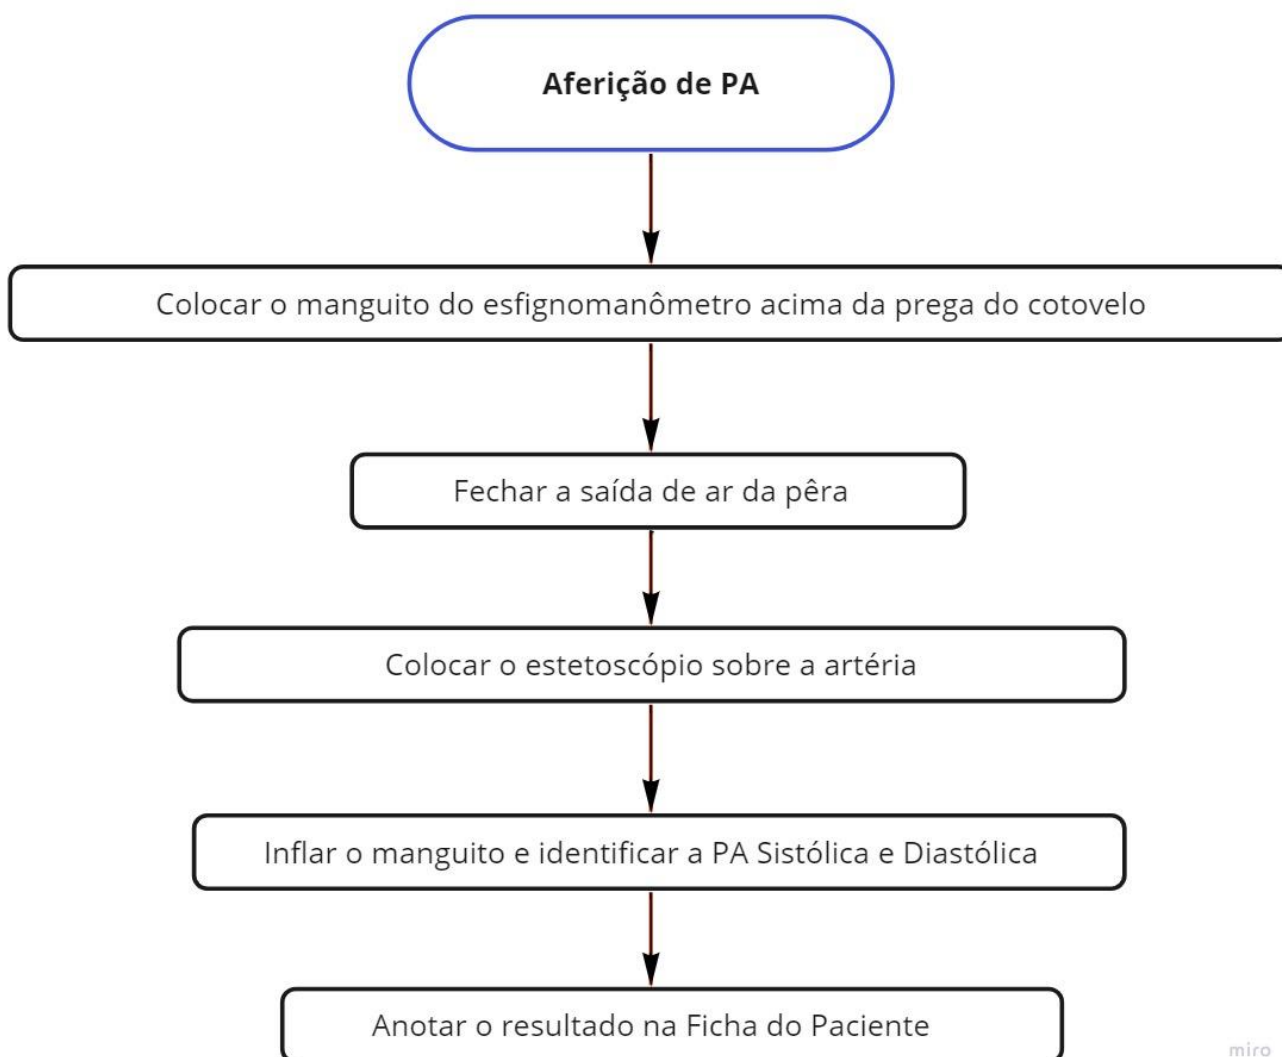 Aferição de PA
Colocar o manguito do esfignomanômetro acima da prega do cotovelo
Fechar a saída de ar da pêra
Colocar o estetoscópio sobre a artéria
Inflar o manguito e identificar a PA Sistólica e Diastólica
Anotar o resultado na Ficha do Paciente
miro